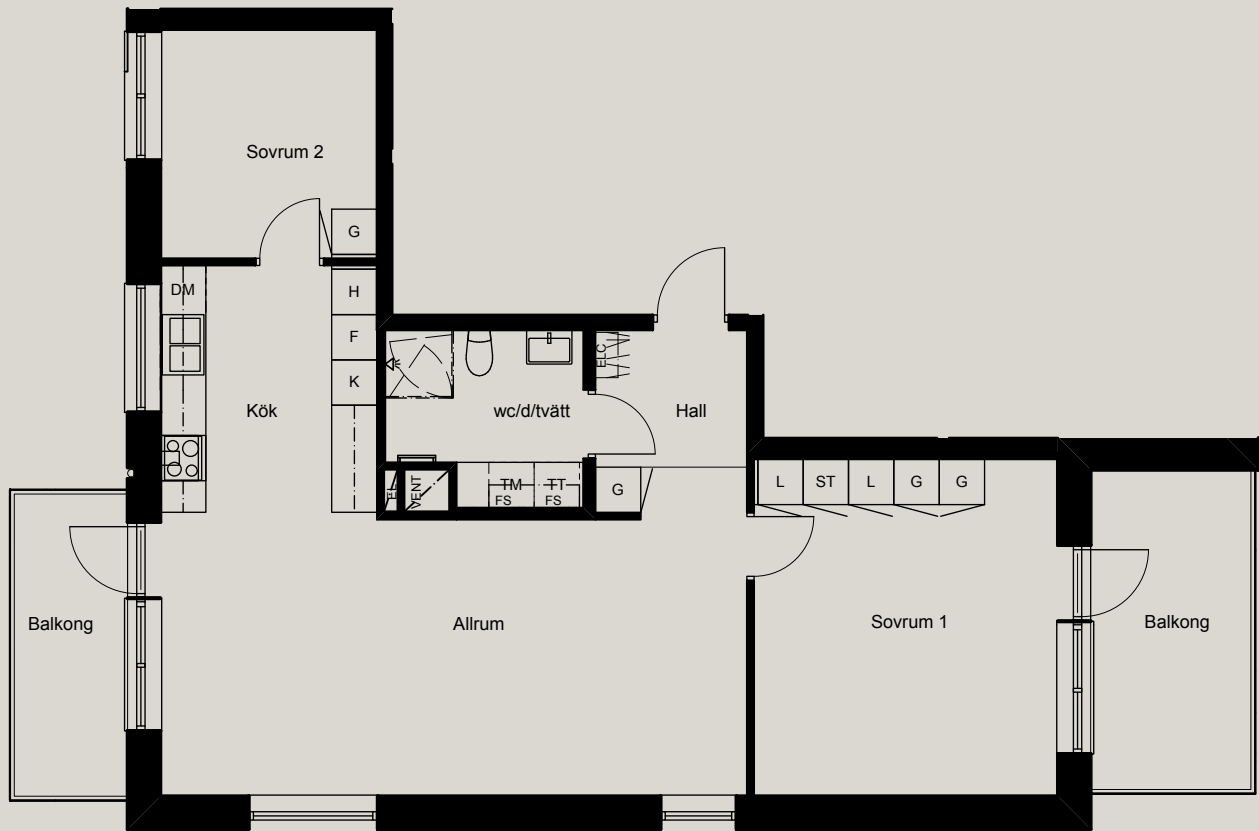 Sovrum 2
G
DM
H
F
K
Kök
ELC
wc/d/tvätt
Hall
EL
VENT
TM
TT
FS
FS
G
L
ST
L
G
G
Balkong
Allrum
Sovrum 1
Balkong